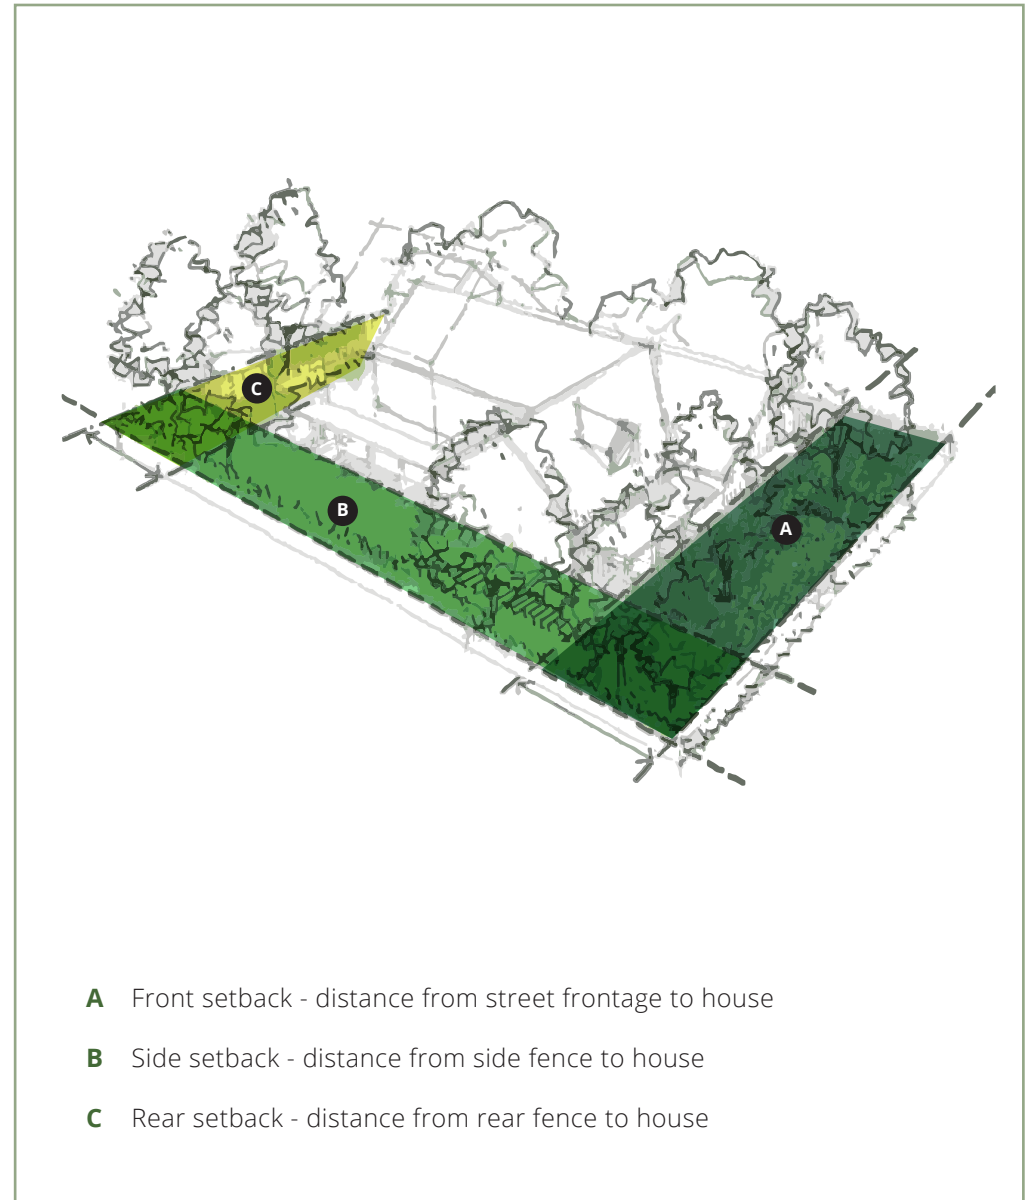 C
B
A
A Front setback - distance from street frontage to house
B Side setback - distance from side fence to house
C Rear setback - distance from rear fence to house